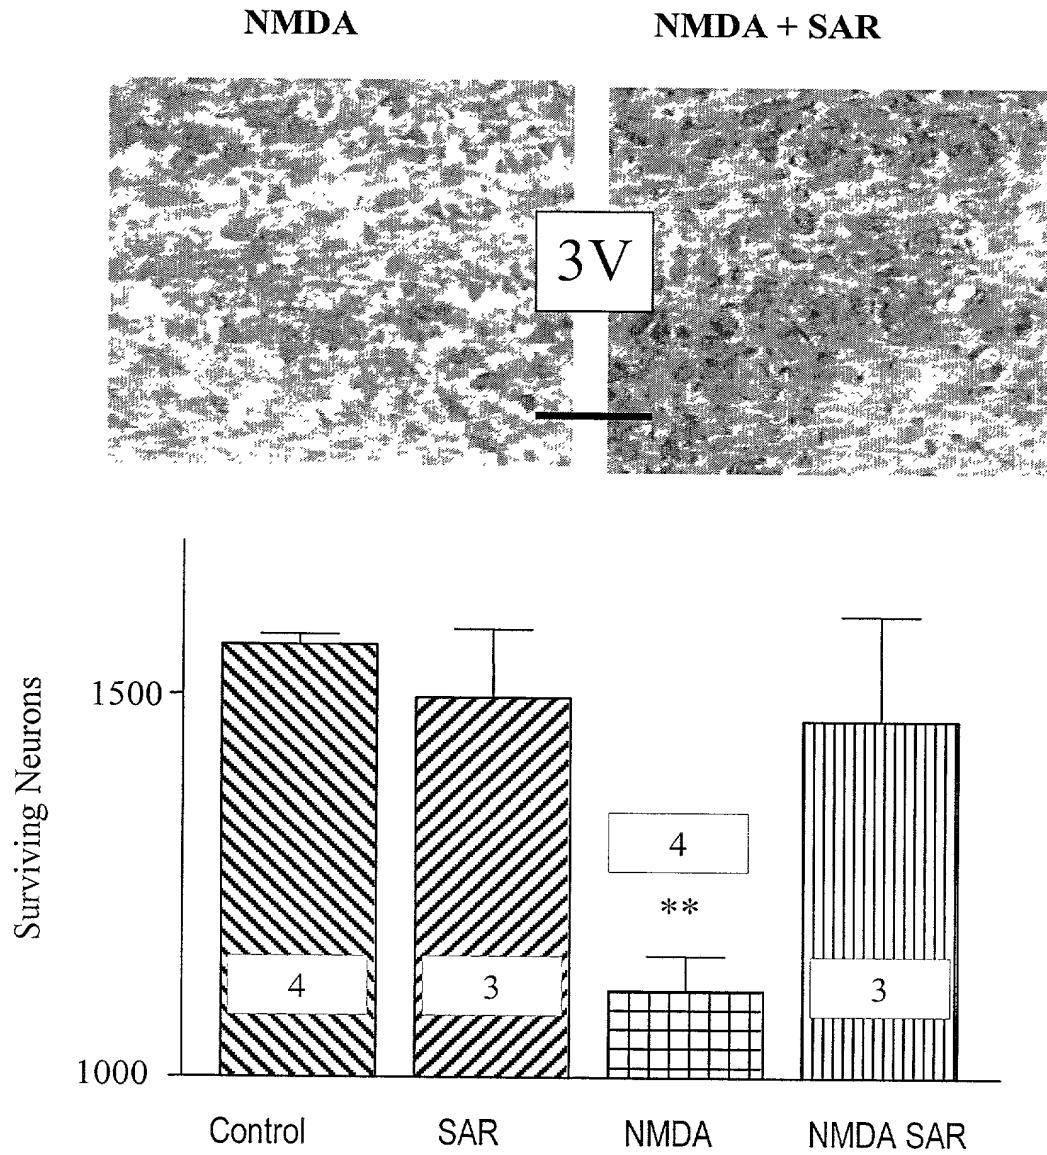 NMDA
NMDA + SAR
3V
Surviving Neurons
1500
1000
4
3
4
**
3
Control
SAR
NMDA
NMDA SAR